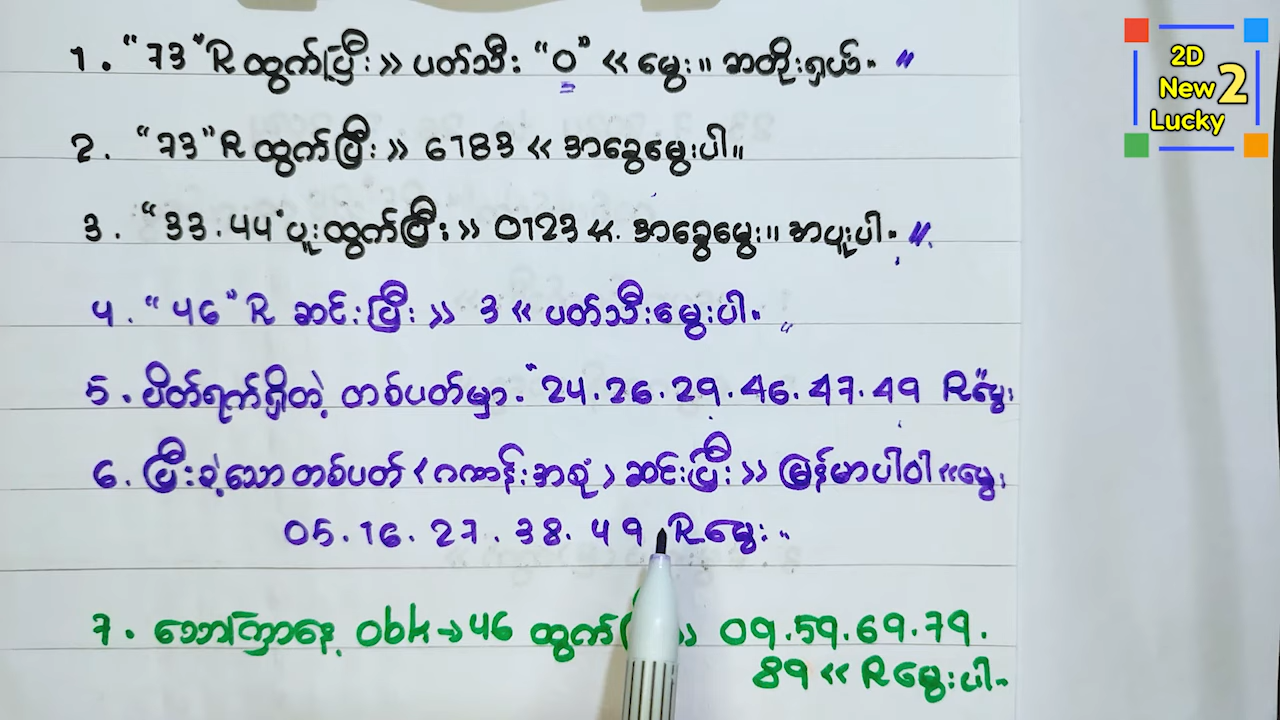 1. "73"R ထွက်ပြီး >> ပတ်သီး "0" << မွေး။ ဆတိုးရှယ်။ "
2. "73"R ထွက်ပြီး >> 6783 << အခွေမွေးပါ။
3. "33.44" ပူးထွက်ပြီး >> 0123 <<. အခွေမွေး။ အပူးပါ။ "
4. "46"R ဆင်းပြီး >> 3 << ပတ်သီးမွေးပါ။ "
5. ပိတ်ရက်ရှိတဲ့ တစ်ပတ်မှာ. "24.26.29.46.47.49 R"မွေး
6. ပြီးခဲ့သော တစ်ပတ် < ဂဏန်းအစုံ > ဆင်းပြီး >> မြန်မာပါဝါ << မွေး
05.16.27.38.49 R မွေး။
7. သောကြာနေ့ obk → 46 ထွက် >> 09.59.69.79.
89 << R မွေးပါ။
2D
New 2
Lucky